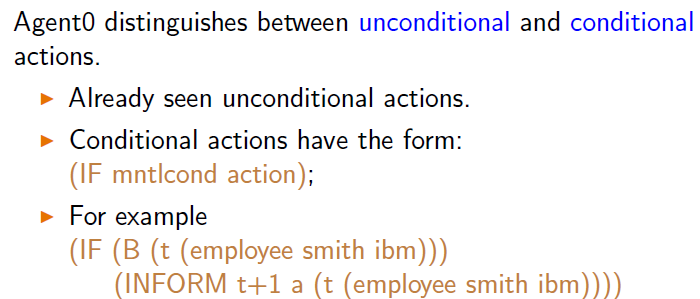 Agent0 distinguishes between unconditional and conditional
actions.
▶ Already seen unconditional actions.
▶ Conditional actions have the form:
(IF mntlcond action);
▶ For example
(IF (B (t (employee smith ibm)))
(INFORM t+1 a (t (employee smith ibm))))